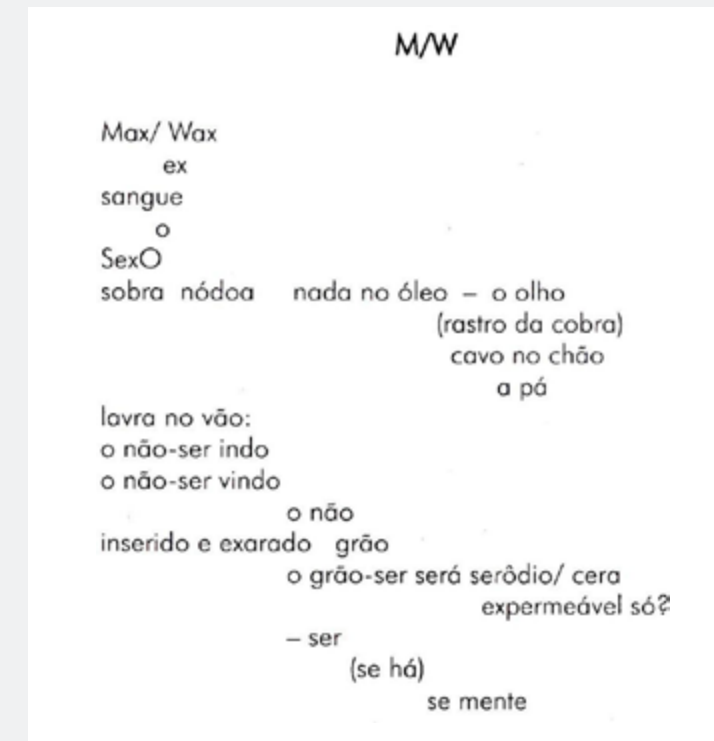 M/W
Max/ Wax
ex
sangue
o
SexO
sobra nódoa nada no óleo – o olho
(rastro da cobra)
cavo no chão
a pá
lavra no vão:
o não-ser indo
o não-ser vindo
o não
inserido e exarado grão
o grão-ser será serôdio/ cera
expermeável só?
– ser
(se há)
se mente